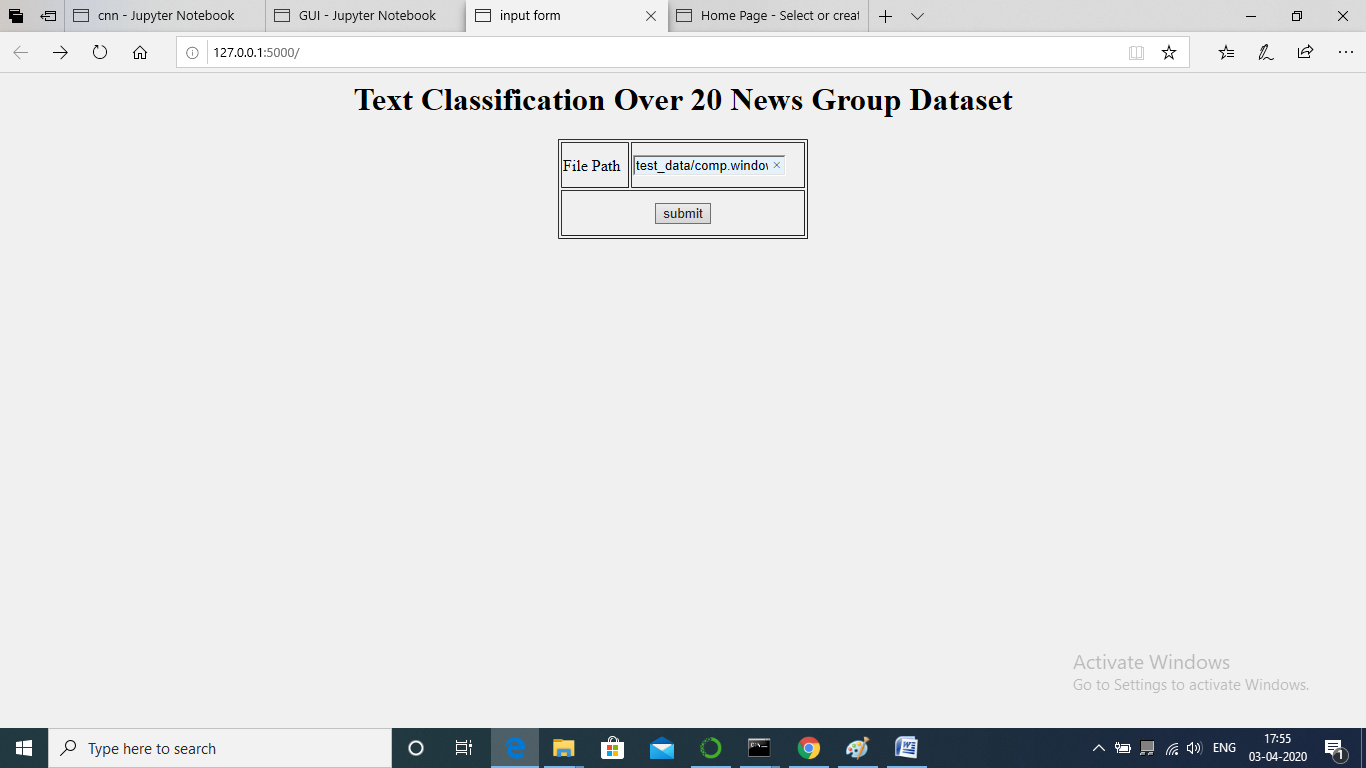 cnn - Jupyter Notebook
GUI - Jupyter Notebook
input form
Home Page - Select or creat
127.0.0.1:5000/
Text Classification Over 20 News Group Dataset
File Path
test_data/comp.windov
submit
Activate Windows
Go to Settings to activate Windows.
Type here to search
ENG
17:55
03-04-2020
1